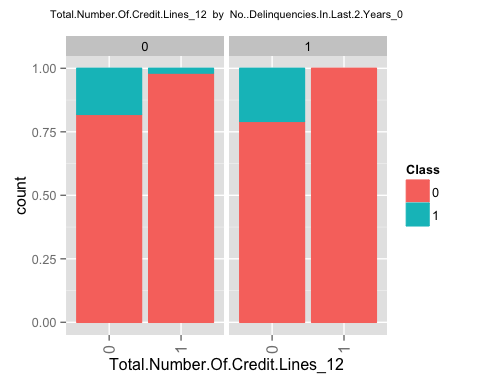 Total.Number.Of.Credit.Lines_12 by No..Delinquencies.In.Last.2.Years_0
0 1
1.00
0.75
0.50
0.25
0.00
count
0 1 0 1
Total.Number.Of.Credit.Lines_12
Class
0
1